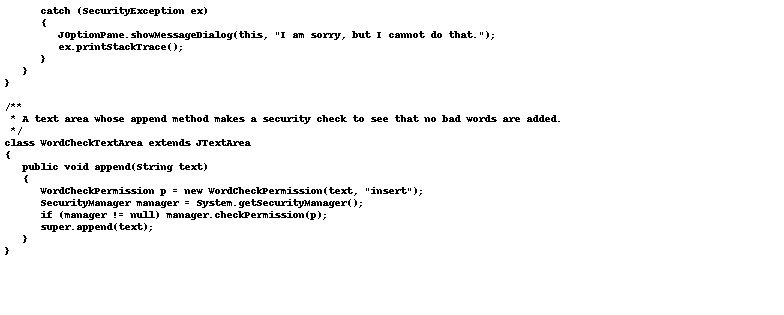 catch (SecurityException ex)
{
JOptionPane.showMessageDialog(this, "I am sorry, but I cannot do that.");
ex.printStackTrace();
}
}
}
/**
* A text area whose append method makes a security check to see that no bad words are added.
*/
class WordCheckTextArea extends JTextArea
{
public void append(String text)
{
WordCheckPermission p = new WordCheckPermission(text, "insert");
SecurityManager manager = System.getSecurityManager();
if (manager != null) manager.checkPermission(p);
super.append(text);
}
}